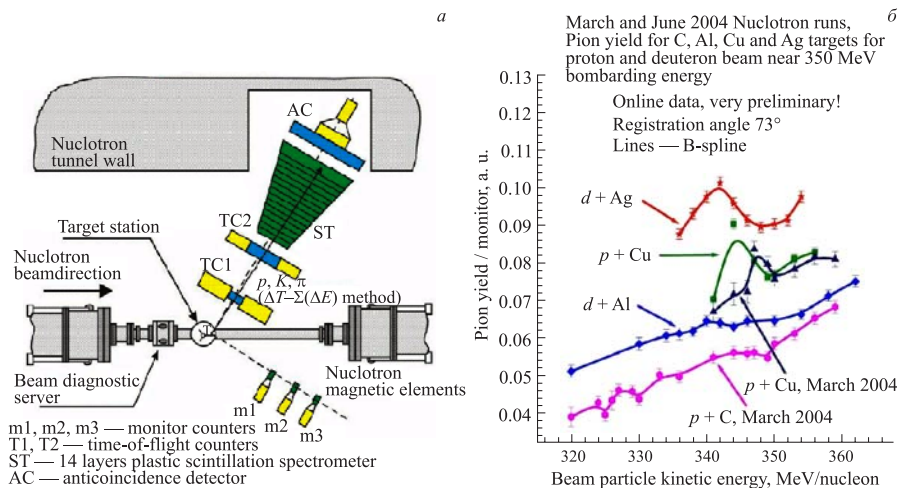 a
Nuclotron
tunnel wall
AC
Target station
TC2
ST
Nuclotron
beamdirection
TC1
p, K, π
(ΔT–Σ(ΔE) method)
T
Beam diagnostic
server
Nuclotron
magnetic elements
m1
m2
m3
m1, m2, m3 — monitor counters
T1, T2 — time-of-flight counters
ST — 14 layers plastic scintillation spectrometer
AC — anticoincidence detector
б
March and June 2004 Nuclotron runs,
Pion yield for C, Al, Cu and Ag targets for
proton and deuteron beam near 350 MeV
bombarding energy
Online data, very preliminary!
Registration angle 73°
Lines — B-spline
Pion yield / monitor, a. u.
0.13
0.12
0.11
0.10
0.09
0.08
0.07
0.06
0.05
0.04
d + Ag
p + Cu
d + Al
p + Cu, March 2004
p + C, March 2004
320 330 340 350 360
Beam particle kinetic energy, MeV/nucleon